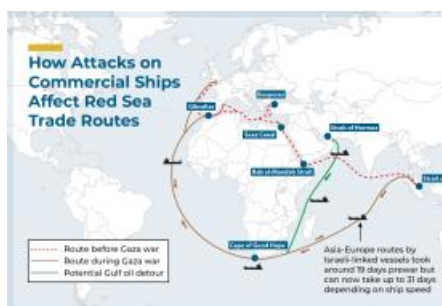 How Attacks on
Commercial Ships
Affect Red Sea
Trade Routes
Bosporus
Gibraltar
Suez Canal
Strait of Hormuz
Bab el-Mandeb Strait
Strait
Cape of Good Hope
Route before Gaza war
Route during Gaza war
Potential Gulf oil detour
Asia-Europe routes by
Israeli-linked vessels took
around 19 days prewar but
can now take up to 31 days
depending on ship speed